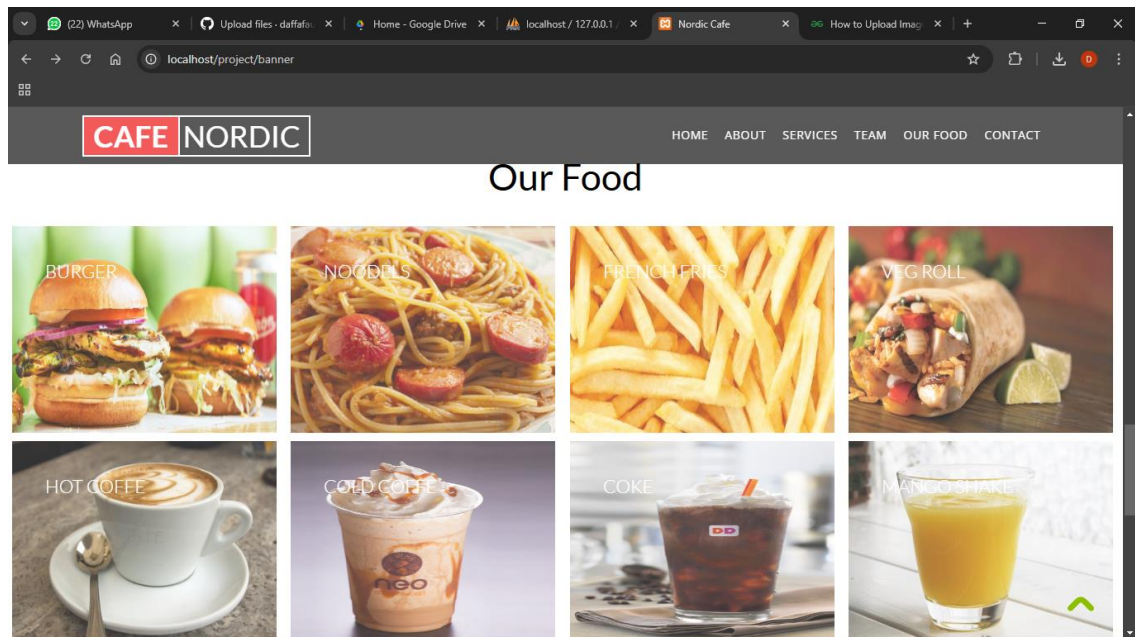 (22) WhatsApp
Upload files · daffafau
Home - Google Drive
localhost / 127.0.0.1 /
Nordic Cafe
How to Upload Imag
localhost/project/banner
D
CAFE NORDIC
HOME ABOUT SERVICES TEAM OUR FOOD CONTACT
Our Food
BURGER
NOODELS
FRENCH FRIES
VEG ROLL
HOT COFFE
COLD COFFE
COKE
MANGO SHAKE
neo
DD